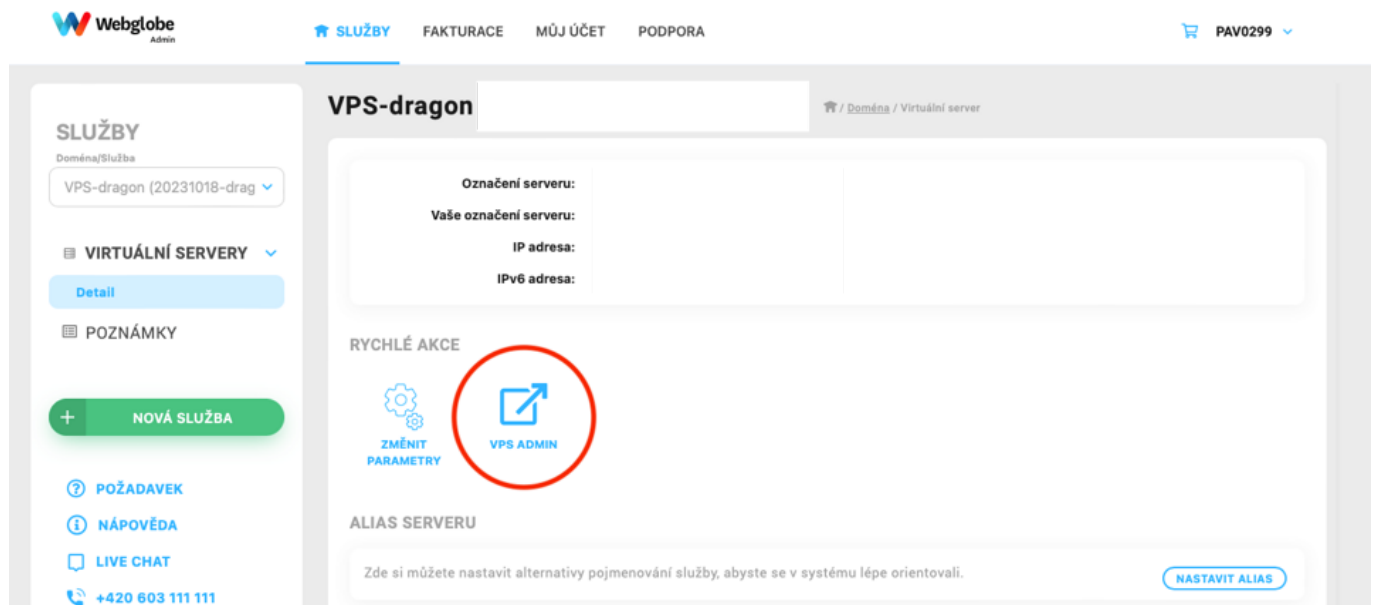 Webglobe
Admin
SLUŽBY
FAKTURACE
MŮJ ÚČET
PODPORA
PAV0299
SLUŽBY
Doména/Služba
VPS-dragon (20231018-drag
VIRTUÁLNÍ SERVERY
Detail
POZNÁMKY
+ NOVÁ SLUŽBA
POŽADAVEK
NÁPOVĚDA
LIVE CHAT
+420 603 111 111
VPS-dragon
/ Doména / Virtuální server
Označení serveru:
Vaše označení serveru:
IP adresa:
IPv6 adresa:
RYCHLÉ AKCE
ZMĚNIT
PARAMETRY
VPS ADMIN
ALIAS SERVERU
Zde si můžete nastavit alternativy pojmenování služby, abyste se v systému lépe orientovali.
NASTAVIT ALIAS